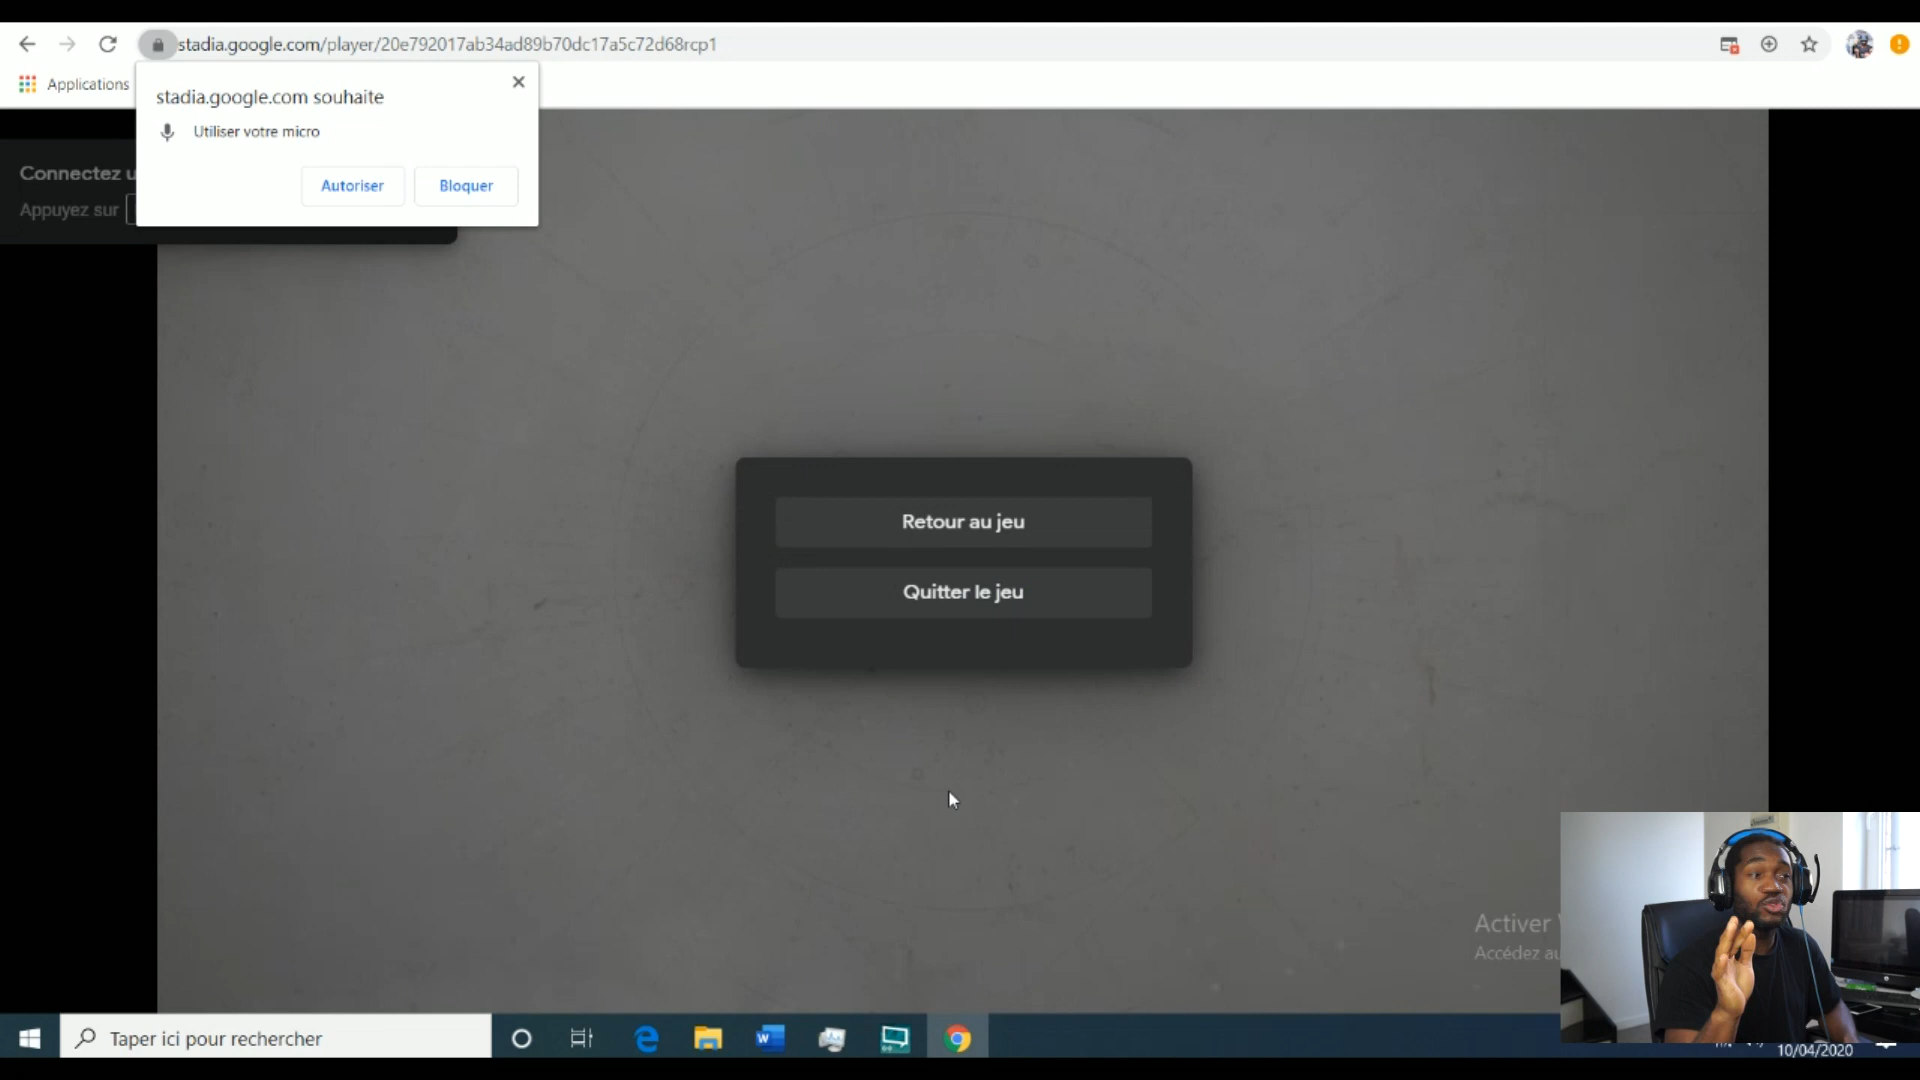 stadia.google.com/player/20e792017ab34ad89b70dc17a5c72d68rcp1
Applications
stadia.google.com souhaite
Utiliser votre micro
Autoriser
Bloquer
Connectez
Appuyez sur
Retour au jeu
Quitter le jeu
Activer
Accédez
Taper ici pour rechercher
10/04/2020